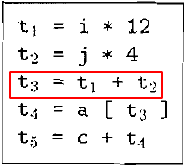 t₁ = i * 12
t₂ = j * 4
t₃ = t₁ + t₂
t₄ = a [ t₃ ]
t₅ = c + t₄